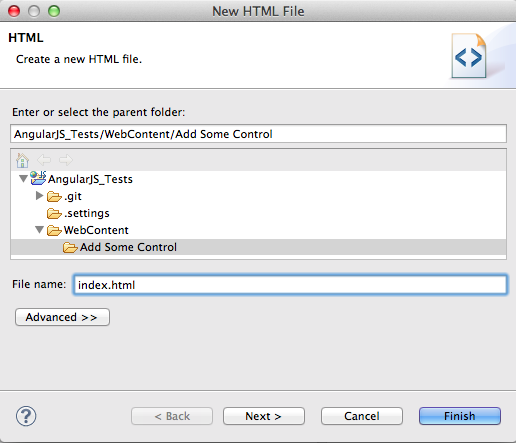 New HTML File
HTML
Create a new HTML file.
Enter or select the parent folder:
AngularJS_Tests/WebContent/Add Some Control
AngularJS_Tests
.git
.settings
WebContent
Add Some Control
File name: index.html
Advanced >>
? < Back Next > Cancel Finish